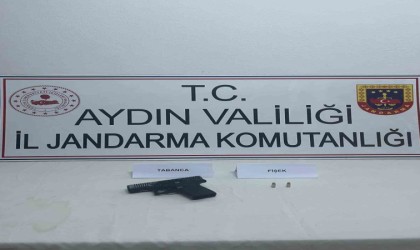 T.C.
AYDIN VALİLİĞİ
İL JANDARMA KOMUTANLIĞI
TABANCA FİŞEK